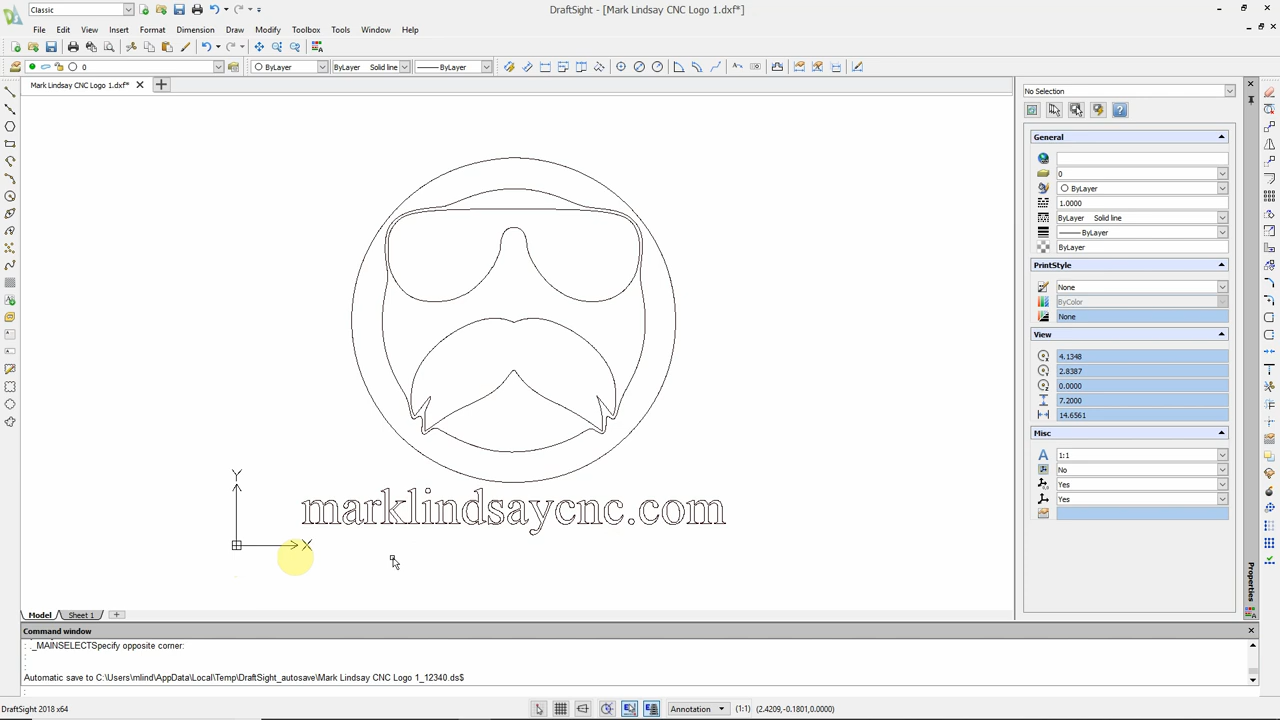 DraftSight - [Mark Lindsay CNC Logo 1.dxf*]
Classic
File Edit View Insert Format Dimension Draw Modify Toolbox Tools Window Help
0
ByLayer
ByLayer Solid line
ByLayer
Mark Lindsay CNC Logo 1.dxf*
No Selection
General
0
ByLayer
1.0000
ByLayer Solid line
ByLayer
ByLayer
PrintStyle
None
ByColor
None
View
4.1348
2.8387
0.0000
7.2000
14.6561
Misc
1:1
No
Yes
Yes
Properties
Y
X
marklindsaycnc.com
Model Sheet 1
Command window
: ._MAINSELECTSpecify opposite corner:
:
:
Automatic save to C:\Users\mlind\AppData\Local\Temp\DraftSight_autosave\Mark Lindsay CNC Logo 1_12340.ds$
:
DraftSight 2018 x64
Annotation (1:1) (2.4209,-0.1801,0.0000)